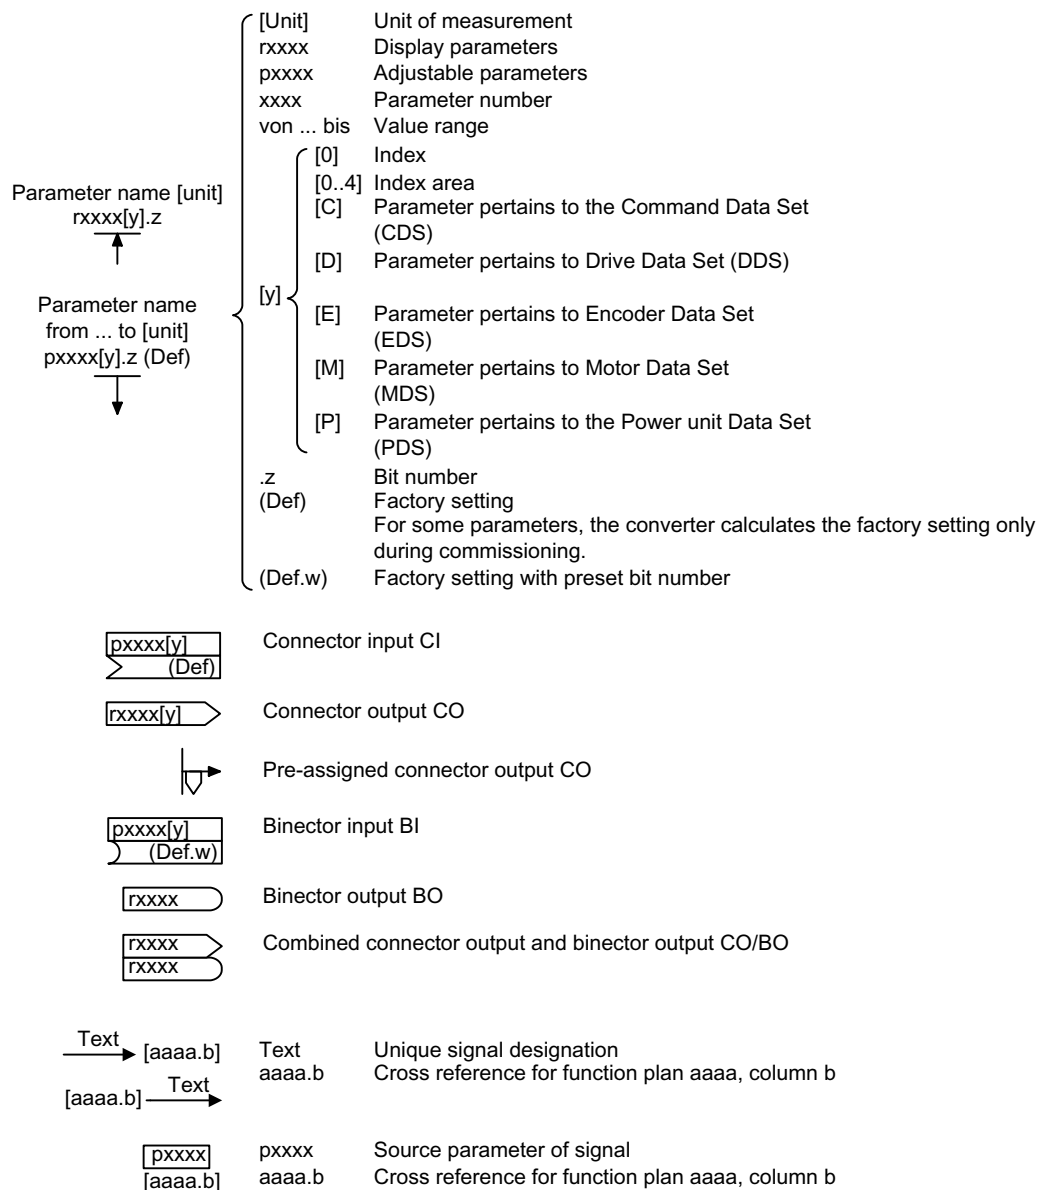 [Unit] Unit of measurement
rxxxx Display parameters
pxxxx Adjustable parameters
xxxx Parameter number
von ... bis Value range
[0] Index
[0..4] Index area
[C] Parameter pertains to the Command Data Set
(CDS)
[D] Parameter pertains to Drive Data Set (DDS)
[y]
[E] Parameter pertains to Encoder Data Set
(EDS)
[M] Parameter pertains to Motor Data Set
(MDS)
[P] Parameter pertains to the Power unit Data Set
(PDS)
.z Bit number
(Def) Factory setting
For some parameters, the converter calculates the factory setting only
during commissioning.
(Def.w) Factory setting with preset bit number
Parameter name [unit]
rxxxx[y].z
Parameter name
from ... to [unit]
pxxxx[y].z (Def)
pxxxx[y] Connector input CI
(Def)
rxxxx[y] Connector output CO
Pre-assigned connector output CO
pxxxx[y] Binector input BI
(Def.w)
rxxxx Binector output BO
rxxxx Combined connector output and binector output CO/BO
rxxxx
Text [aaaa.b] Text Unique signal designation
aaaa.b Cross reference for function plan aaaa, column b
[aaaa.b] Text
pxxxx pxxxx Source parameter of signal
[aaaa.b] aaaa.b Cross reference for function plan aaaa, column b